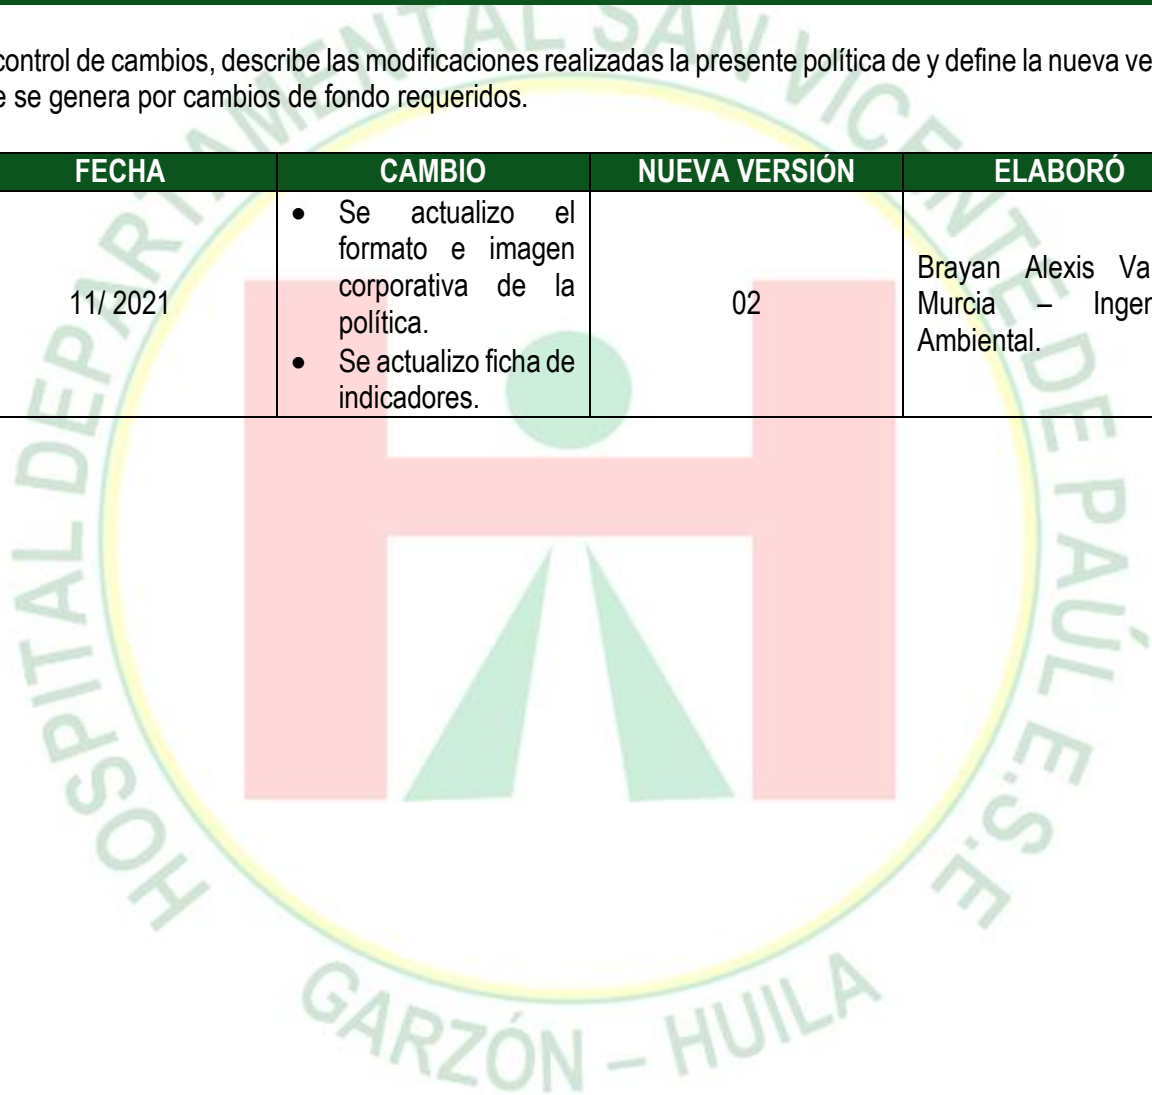 control de cambios, describe las modificaciones realizadas la presente política de y define la nueva ve
e se genera por cambios de fondo requeridos.
FECHA CAMBIO NUEVA VERSIÓN ELABORÓ
11/ 2021
• Se actualizo el
formato e imagen
corporativa de la
política.
• Se actualizo ficha de
indicadores.
02
Brayan Alexis Va
Murcia – Inger
Ambiental.
HOSPITAL DEPARTAMENTAL SAN VICENTE DE PAÚL E.S.E
GARZÓN – HUILA